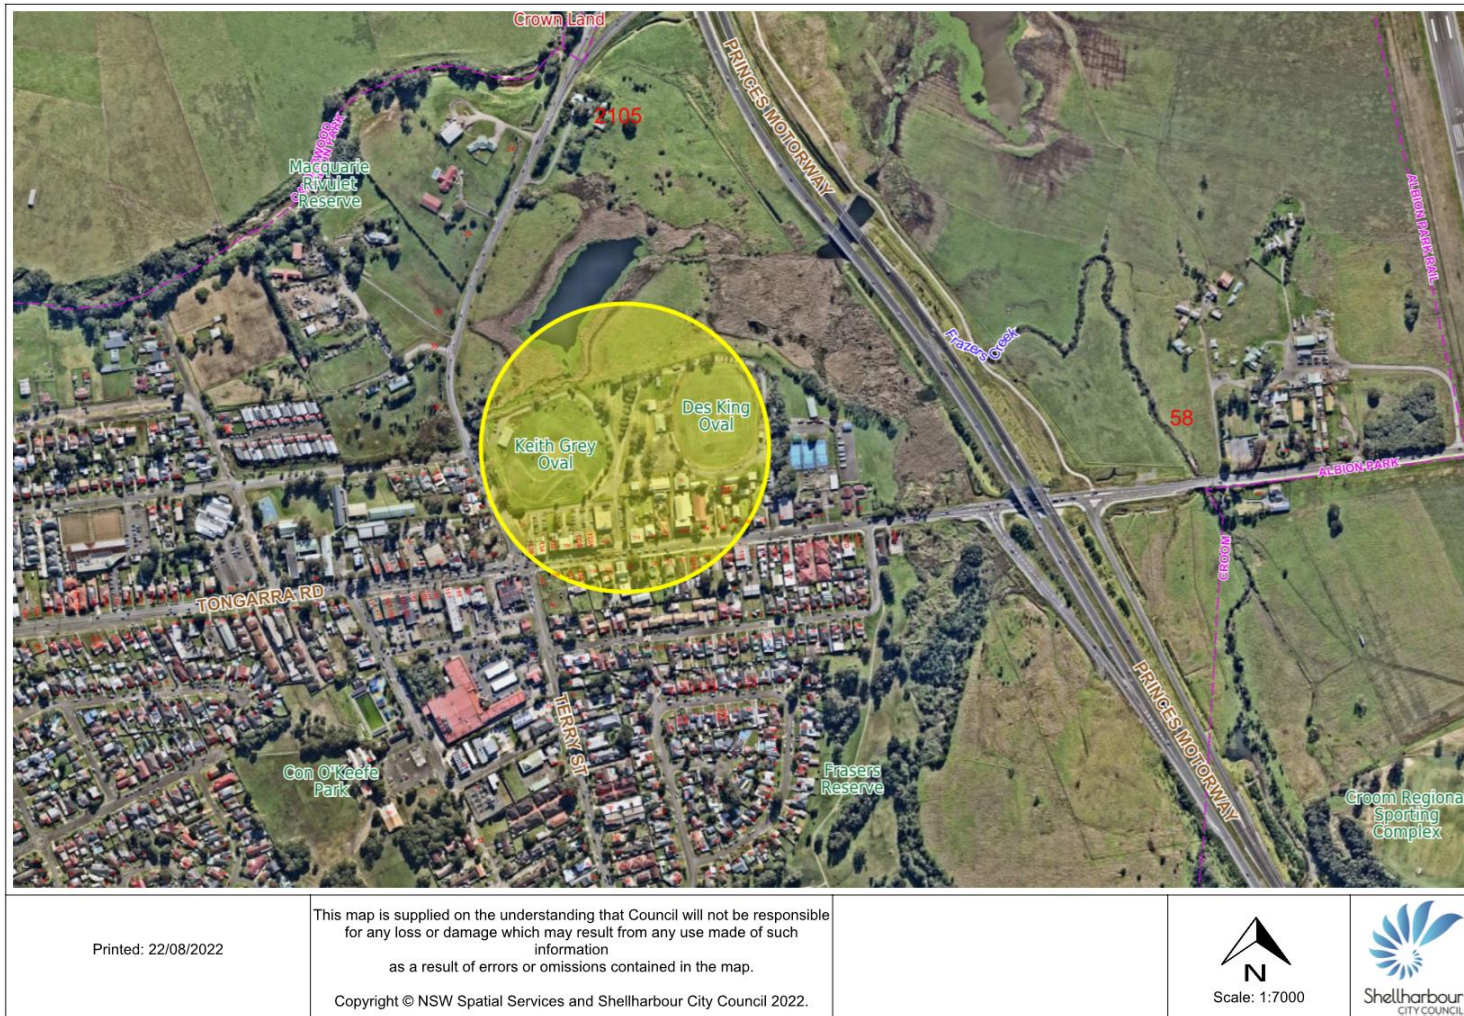 Crown Land
PRINCES MOTORWAY
2105
Macquarie
Rivulet
Reserve
ALBION PARK RAIL
Frazers Creek
Des King
Oval
Keith Grey
Oval
58
ALBION PARK
CROOM
TONGARRA RD
TERRY St
PRINCES MOTORWAY
Con O'Keefe
Park
Frasers
Reserve
Croom Regiona
Sporting
Complex
Printed: 22/08/2022
This map is supplied on the understanding that Council will not be responsible
for any loss or damage which may result from any use made of such
information
as a result of errors or omissions contained in the map.
Copyright © NSW Spatial Services and Shellharbour City Council 2022.
N
Scale: 1:7000
Shellharbour
CITY COUNCIL